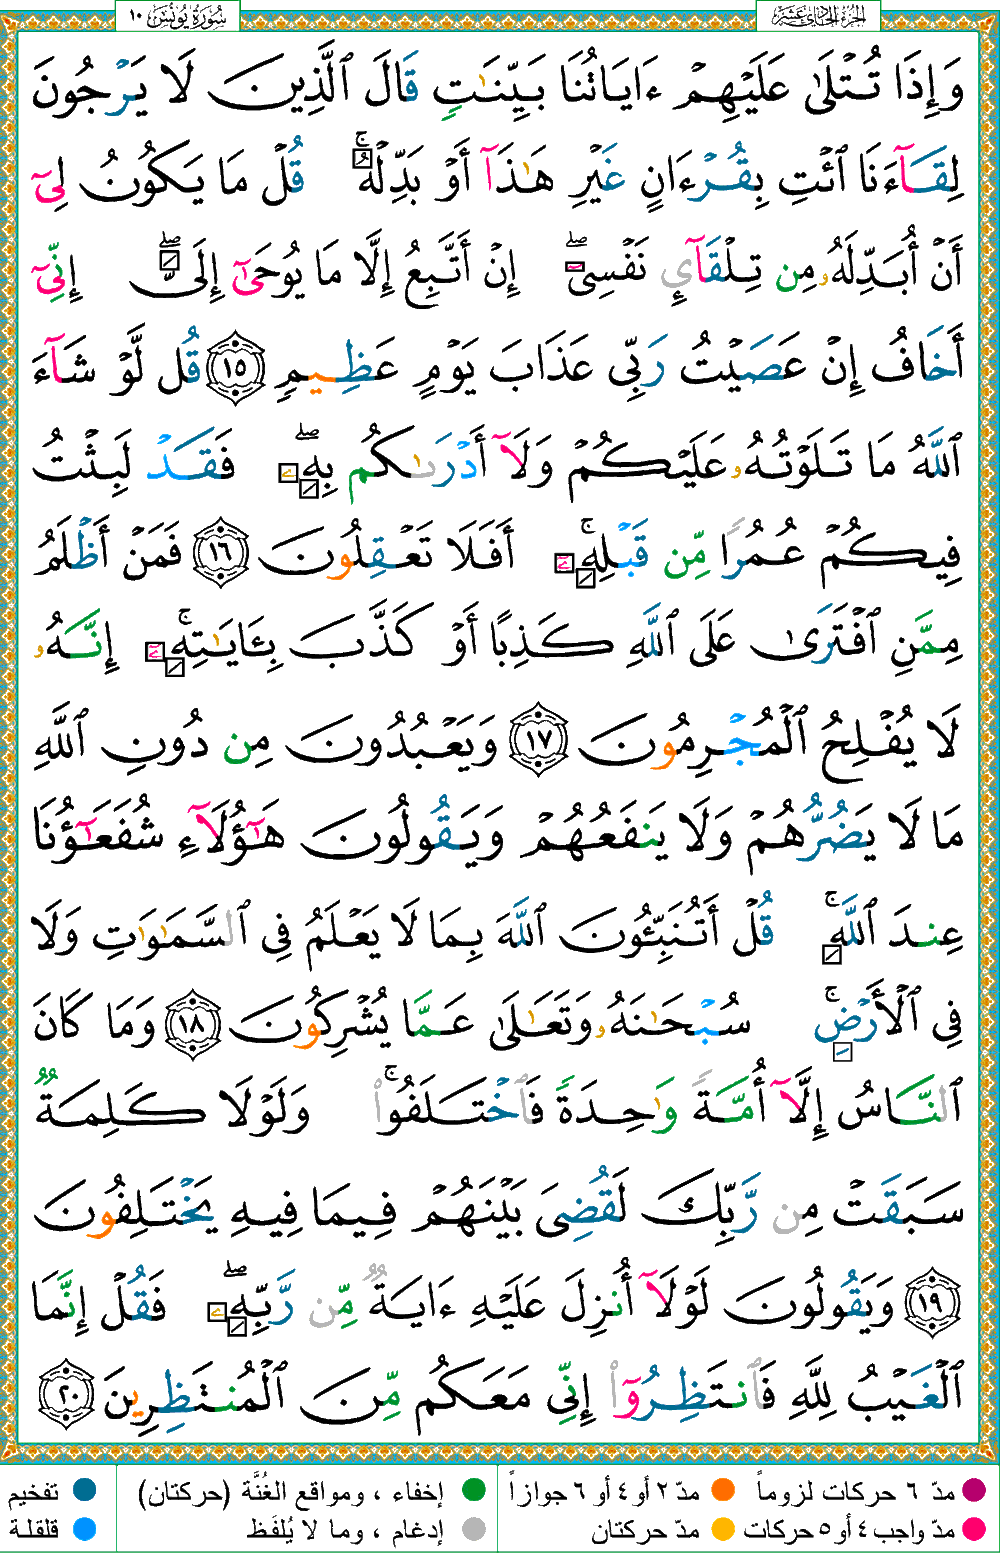 سُورَةُ يُونُسَ ١٠
الجُزْءُ الحَادِي عَشَرَ
وَإِذَا تُتْلَىٰ عَلَيْهِمْ ءَايَاتُنَا بَيِّنَٰتٍ قَالَ ٱلَّذِينَ لَا يَرْجُونَ
لِقَآءَنَا ٱئْتِ بِقُرْءَانٍ غَيْرِ هَٰذَآ أَوْ بَدِّلْهُ ۚ قُلْ مَا يَكُونُ لِىٓ
أَنْ أُبَدِّلَهُۥ مِن تِلْقَآئِ نَفْسِىٓ ۖ إِنْ أَتَّبِعُ إِلَّا مَا يُوحَىٰٓ إِلَىَّ ۖ إِنِّىٓ
أَخَافُ إِنْ عَصَيْتُ رَبِّى عَذَابَ يَوْمٍ عَظِيمٍ ١٥ قُل لَّوْ شَآءَ
ٱللَّهُ مَا تَلَوْتُهُۥ عَلَيْكُمْ وَلَآ أَدْرَىٰكُم بِهِۦ ۖ فَقَدْ لَبِثْتُ
فِيكُمْ عُمُرًا مِّن قَبْلِهِۦٓ ۚ أَفَلَا تَعْقِلُونَ ١٦ فَمَنْ أَظْلَمُ
مِمَّنِ ٱفْتَرَىٰ عَلَى ٱللَّهِ كَذِبًا أَوْ كَذَّبَ بِـَٔايَٰتِهِۦٓ ۚ إِنَّهُۥ
لَا يُفْلِحُ ٱلْمُجْرِمُونَ ١٧ وَيَعْبُدُونَ مِن دُونِ ٱللَّهِ
مَا لَا يَضُرُّهُمْ وَلَا يَنفَعُهُمْ وَيَقُولُونَ هَٰٓؤُلَآءِ شُفَعَٰٓؤُنَا
عِندَ ٱللَّهِ ۚ قُلْ أَتُنَبِّـُٔونَ ٱللَّهَ بِمَا لَا يَعْلَمُ فِى ٱلسَّمَٰوَٰتِ وَلَا
فِى ٱلْأَرْضِ ۚ سُبْحَٰنَهُۥ وَتَعَٰلَىٰ عَمَّا يُشْرِكُونَ ١٨ وَمَا كَانَ
ٱلنَّاسُ إِلَّآ أُمَّةً وَٰحِدَةً فَٱخْتَلَفُوا۟ ۚ وَلَوْلَا كَلِمَةٌ
سَبَقَتْ مِن رَّبِّكَ لَقُضِىَ بَيْنَهُمْ فِيمَا فِيهِ يَخْتَلِفُونَ
١٩ وَيَقُولُونَ لَوْلَآ أُنزِلَ عَلَيْهِ ءَايَةٌ مِّن رَّبِّهِۦ ۖ فَقُلْ إِنَّمَا
ٱلْغَيْبُ لِلَّهِ فَٱنتَظِرُوٓا۟ إِنِّى مَعَكُم مِّنَ ٱلْمُنتَظِرِينَ ٢٠
مدّ ٦ حركات لزوماً مدّ ٢ أو ٤ أو ٦ جوازاً إخفاء ، ومواقع الغُنَّة (حركتان) تفخيم
مدّ واجب ٤ أو ٥ حركات مدّ حركتان إدغام ، وما لا يُلفَظ قلقلة